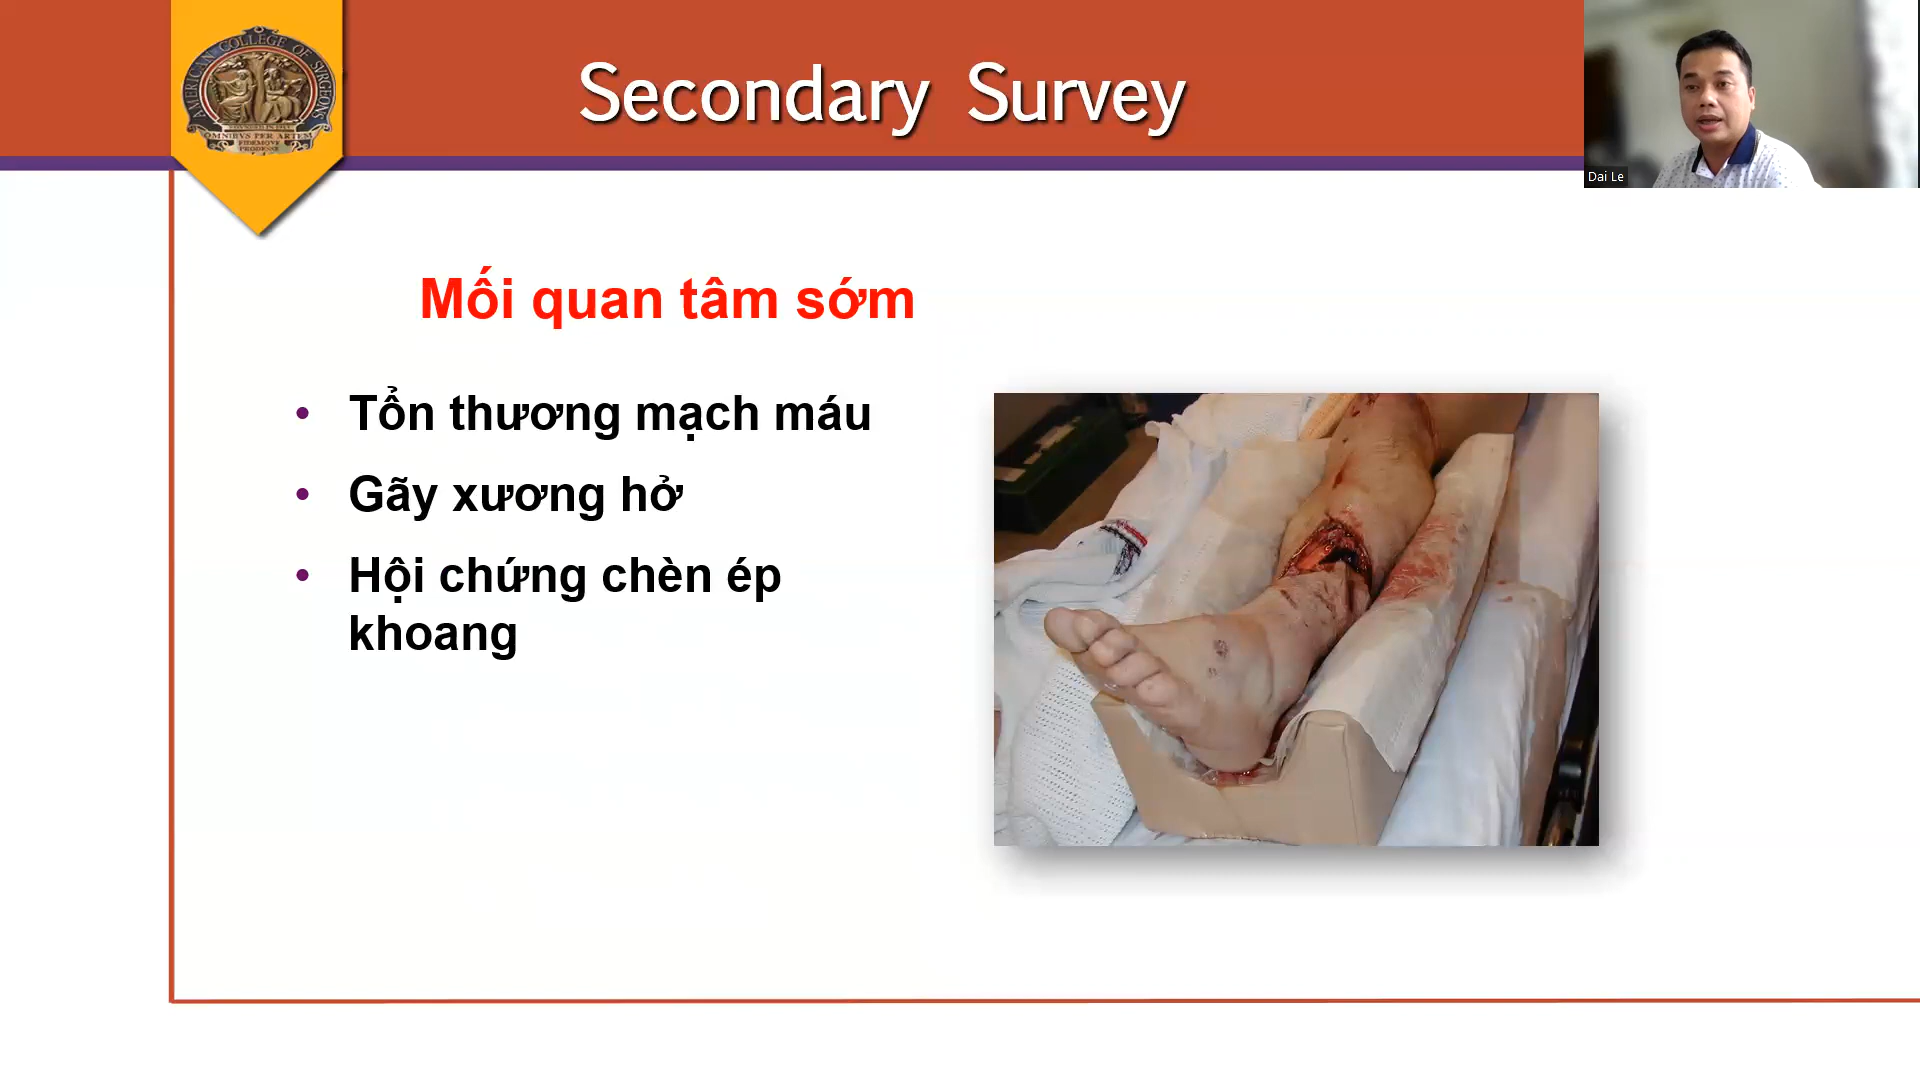 AMERICAN COLLEGE OF SURGEONS
OMNIBVS PER ARTEM
FIDEMQVE
PRODESSE
Secondary Survey
Dai Le
Mối quan tâm sớm
• Tổn thương mạch máu
• Gãy xương hở
• Hội chứng chèn ép
khoang